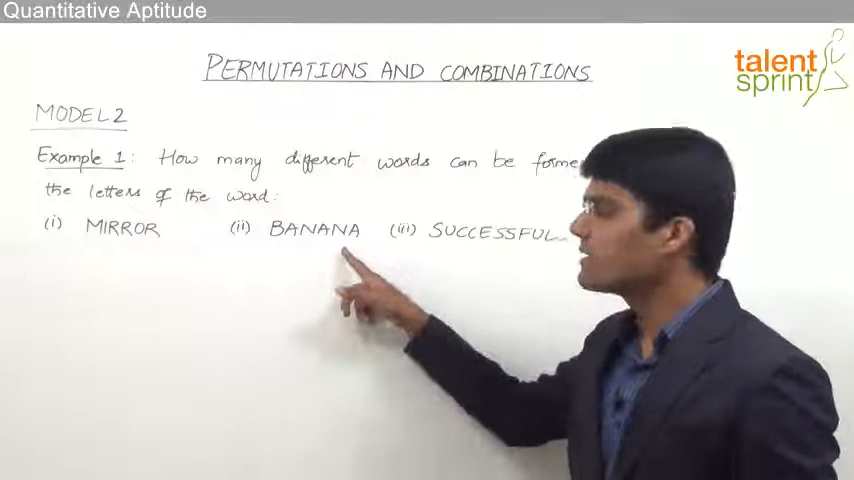 Quantitative Aptitude
PERMUTATIONS AND COMBINATIONS
talent
sprint
MODEL 2
Example 1: How many different words can be
the letters of the word:
(i) MIRROR (ii) BANANA (iii) SUCCESSFUL